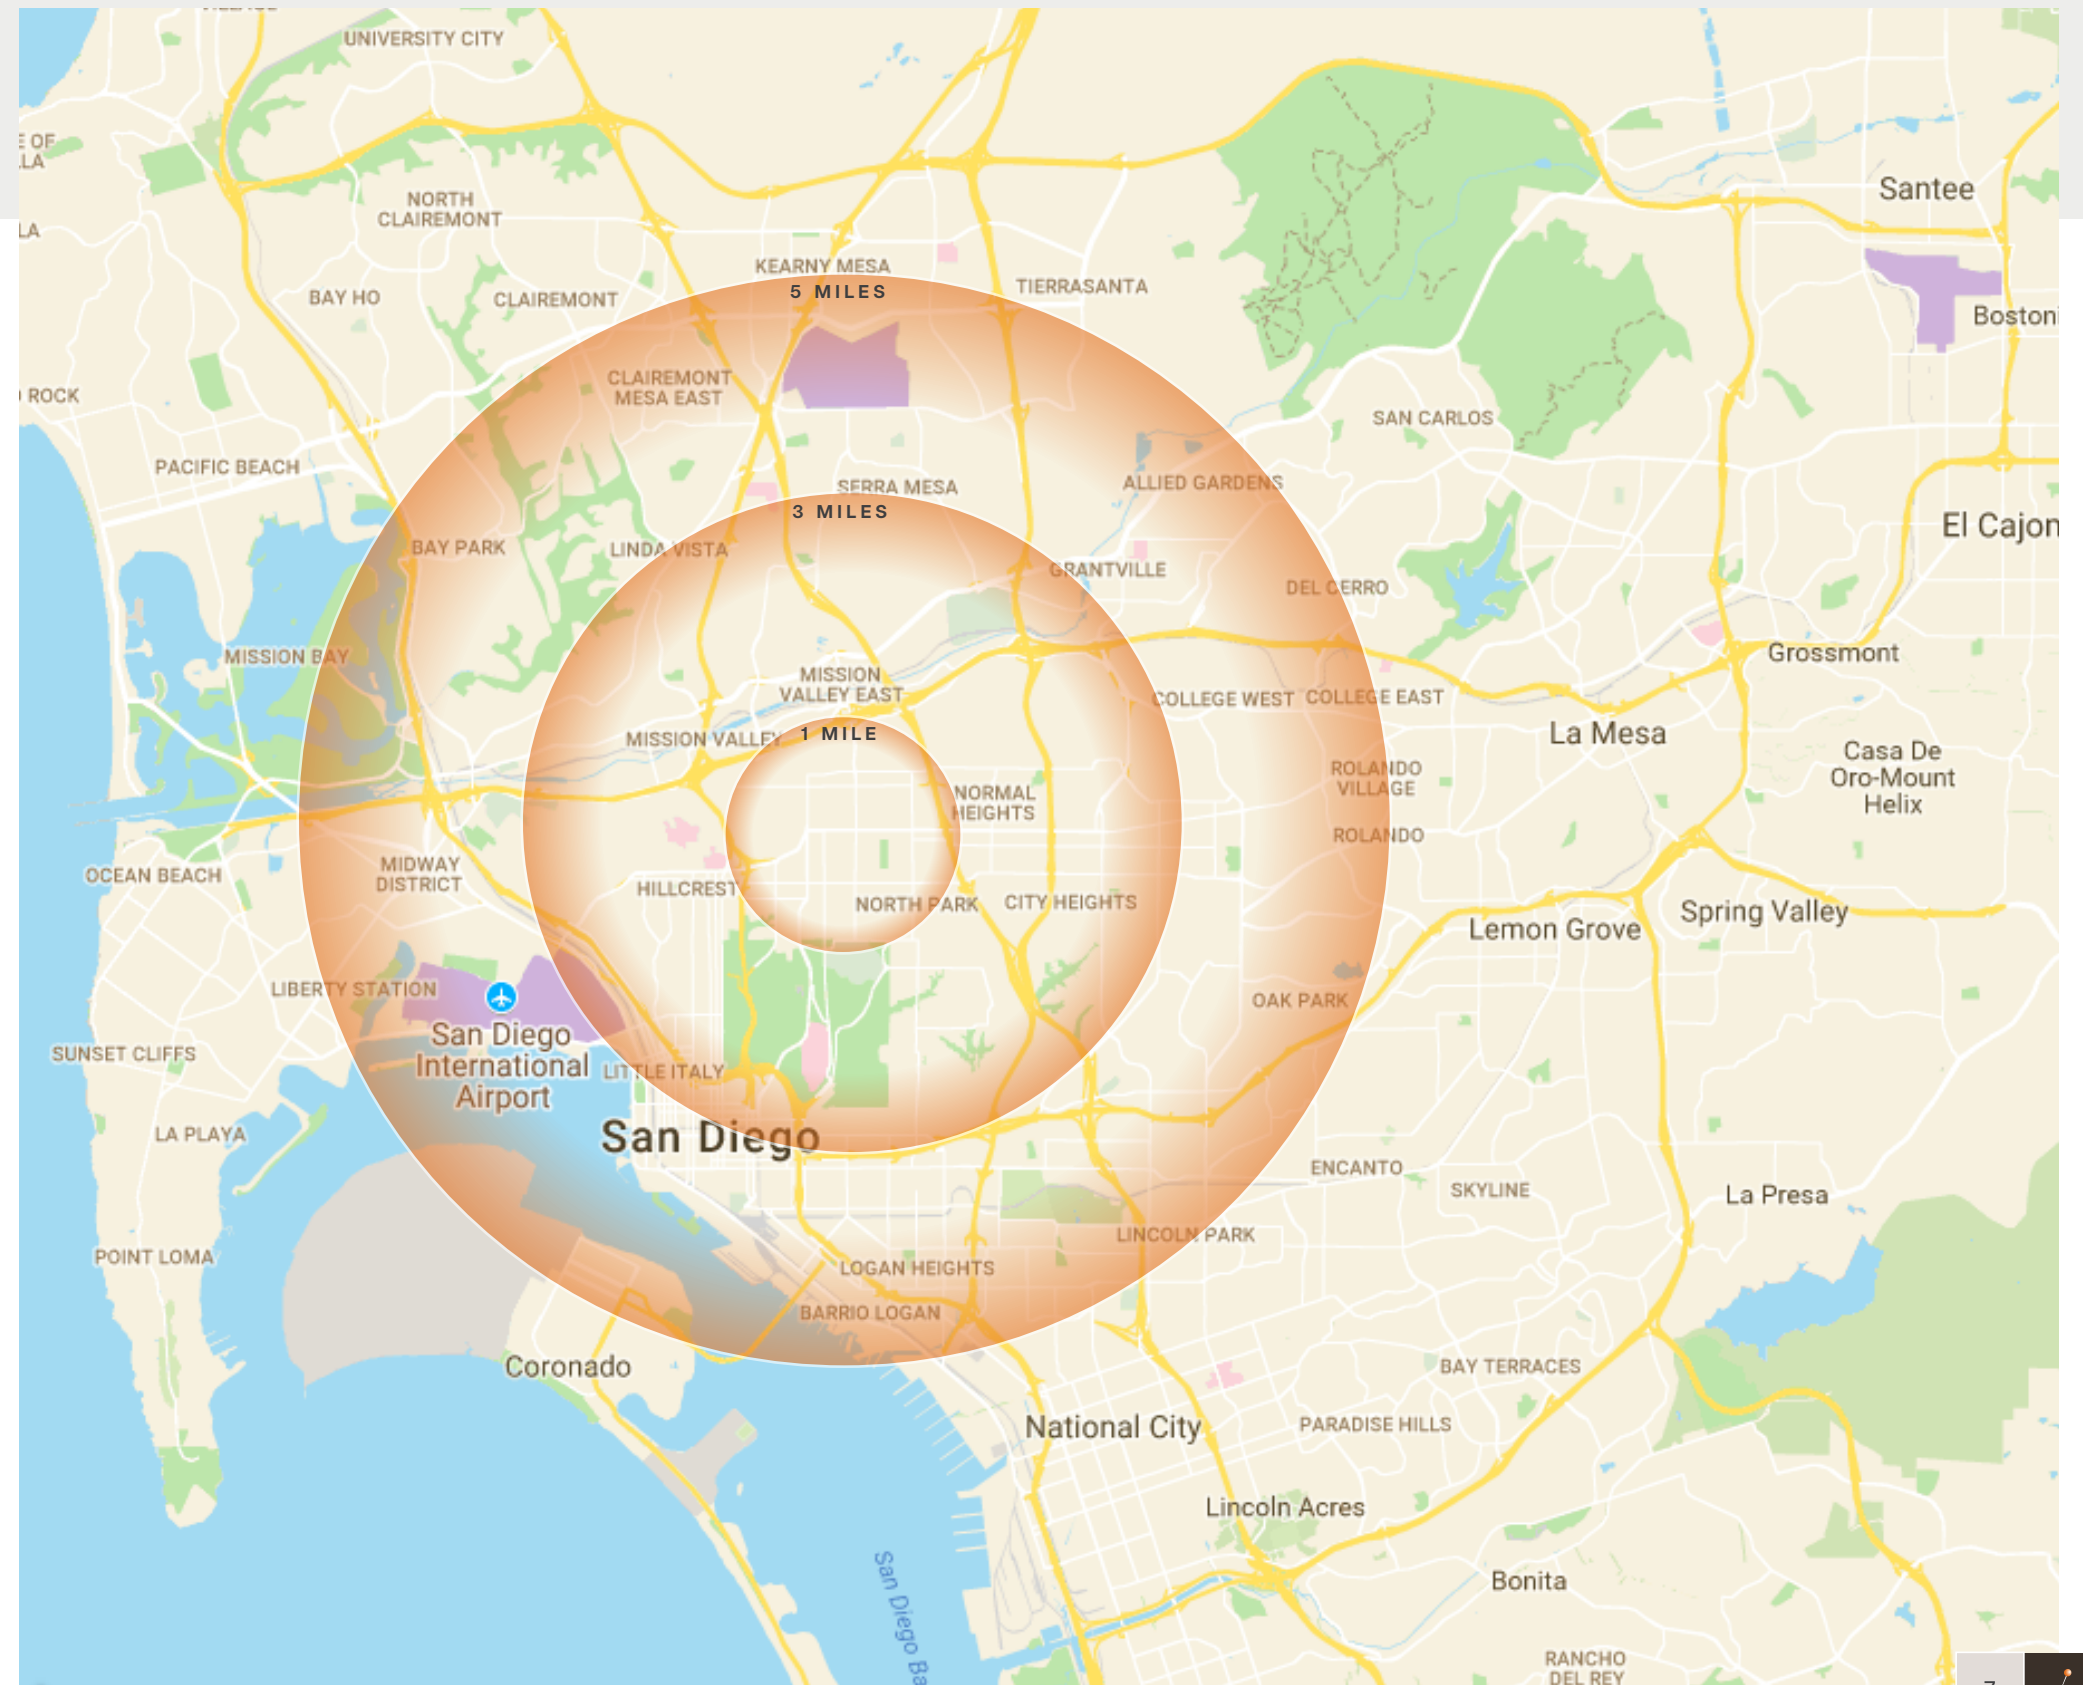 UNIVERSITY CITY
NORTH
CLAIREMONT
Santee
KEARNY MESA
5 MILES
TIERRASANTA
BAY HO
CLAIREMONT
Bostoni
CLAIREMONT
MESA EAST
ROCK
SAN CARLOS
PACIFIC BEACH
SERRA MESA
ALLIED GARDENS
3 MILES
El Cajon
BAY PARK
LINDA VISTA
GRANTVILLE
DEL CERRO
MISSION BAY
Grossmont
MISSION
VALLEY EAST
COLLEGE WEST
COLLEGE EAST
MISSION VALLEY
1 MILE
La Mesa
Casa De
Oro-Mount
Helix
ROLANDO
VILLAGE
NORMAL
HEIGHTS
ROLANDO
OCEAN BEACH
MIDWAY
DISTRICT
HILLCREST
NORTH PARK
CITY HEIGHTS
Lemon Grove
Spring Valley
LIBERTY STATION
OAK PARK
San Diego
International
Airport
SUNSET CLIFFS
LITTLE ITALY
LA PLAYA
San Diego
ENCANTO
SKYLINE
La Presa
POINT LOMA
LINCOLN PARK
LOGAN HEIGHTS
BARRIO LOGAN
Coronado
BAY TERRACES
National City
PARADISE HILLS
Lincoln Acres
San Diego Ba
Bonita
RANCHO
DEL REY